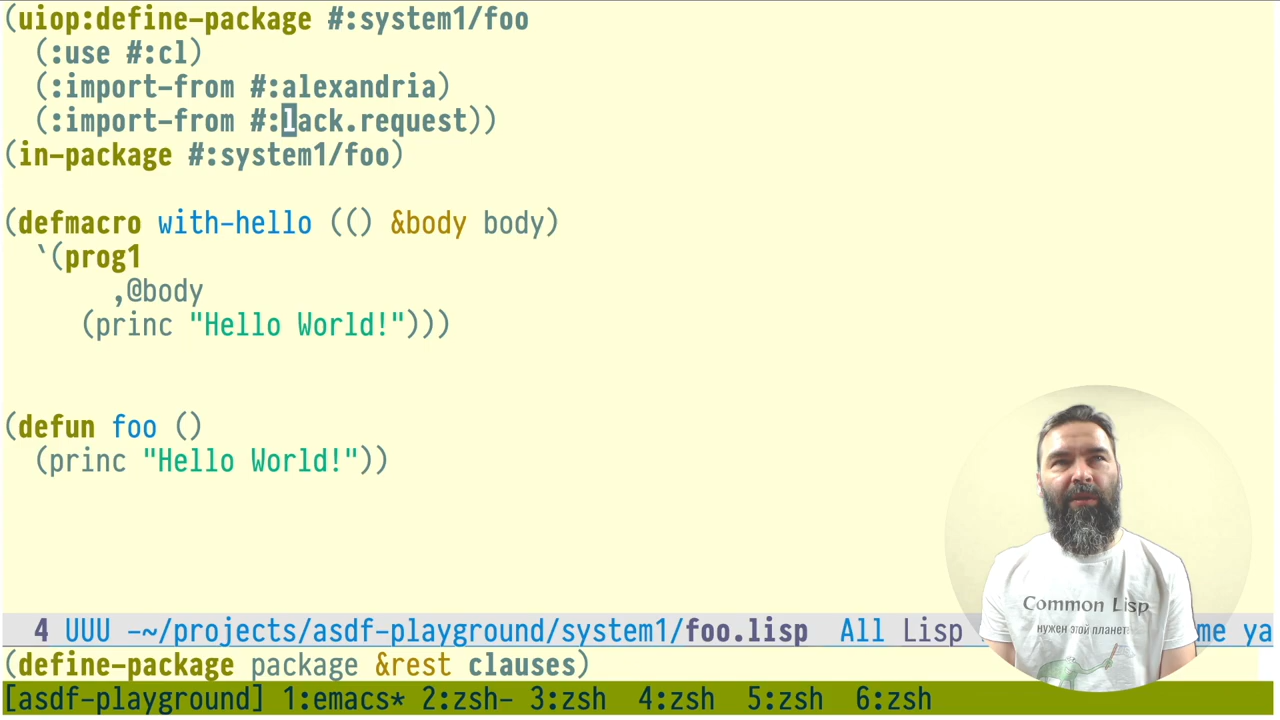 (uiop:define-package #:system1/foo
  (:use #:cl)
  (:import-from #:alexandria)
  (:import-from #:lack.request))
(in-package #:system1/foo)
(defmacro with-hello (() &body body)
  `(prog1
       ,@body
     (princ "Hello World!")))
(defun foo ()
  (princ "Hello World!"))
Common Lisp
нужен этой планете
4 UUU -~/projects/asdf-playground/system1/foo.lisp  All Lisp me ya
(define-package package &rest clauses)
[asdf-playground] 1:emacs* 2:zsh- 3:zsh  4:zsh  5:zsh  6:zsh